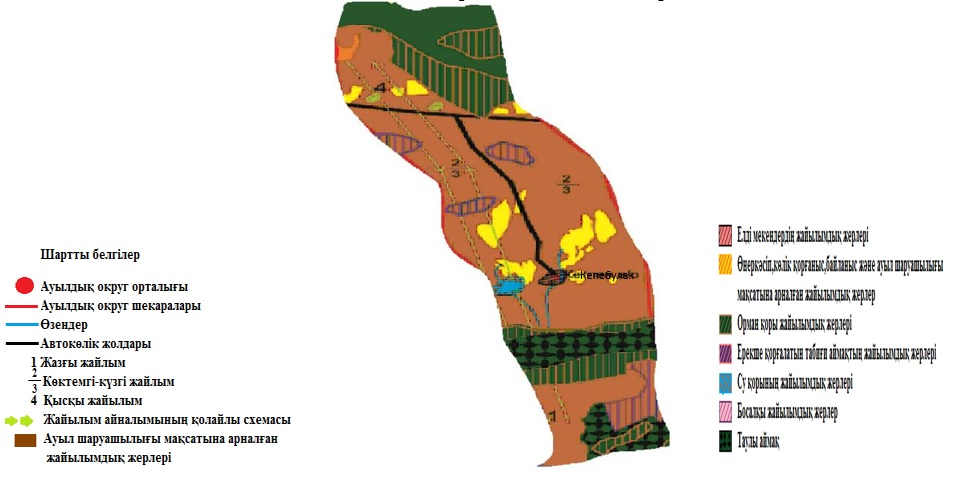 4
2
3
2
3
Кепебулак
1
Шартты белгілер
Ауылдық округ орталығы
Ауылдық округ шекаралары
Өзендер
Автокөлік жолдары
1 Жазғы жайлым
2
3 Көктемгі-күзгі жайлым
4 Қысқы жайылым
Жайылым айналымының қолайлы схемасы
Ауыл шаруашылығы мақсатына арналған
жайылымдық жерлері
Елді мекендердің жайылымдық жерлері
Өнеркәсіп,көлік қорғаныс,байланыс және ауыл шаруашылығы
мақсатына арналған жайылымдық жерлер
Орман қоры жайылымдық жерлері
Ерекше қорғалатын табиғи аймақтың жайылымдық жерлері
Су қорының жайылымдық жерлері
Босалқы жайылымдық жерлер
Таулы аймақ